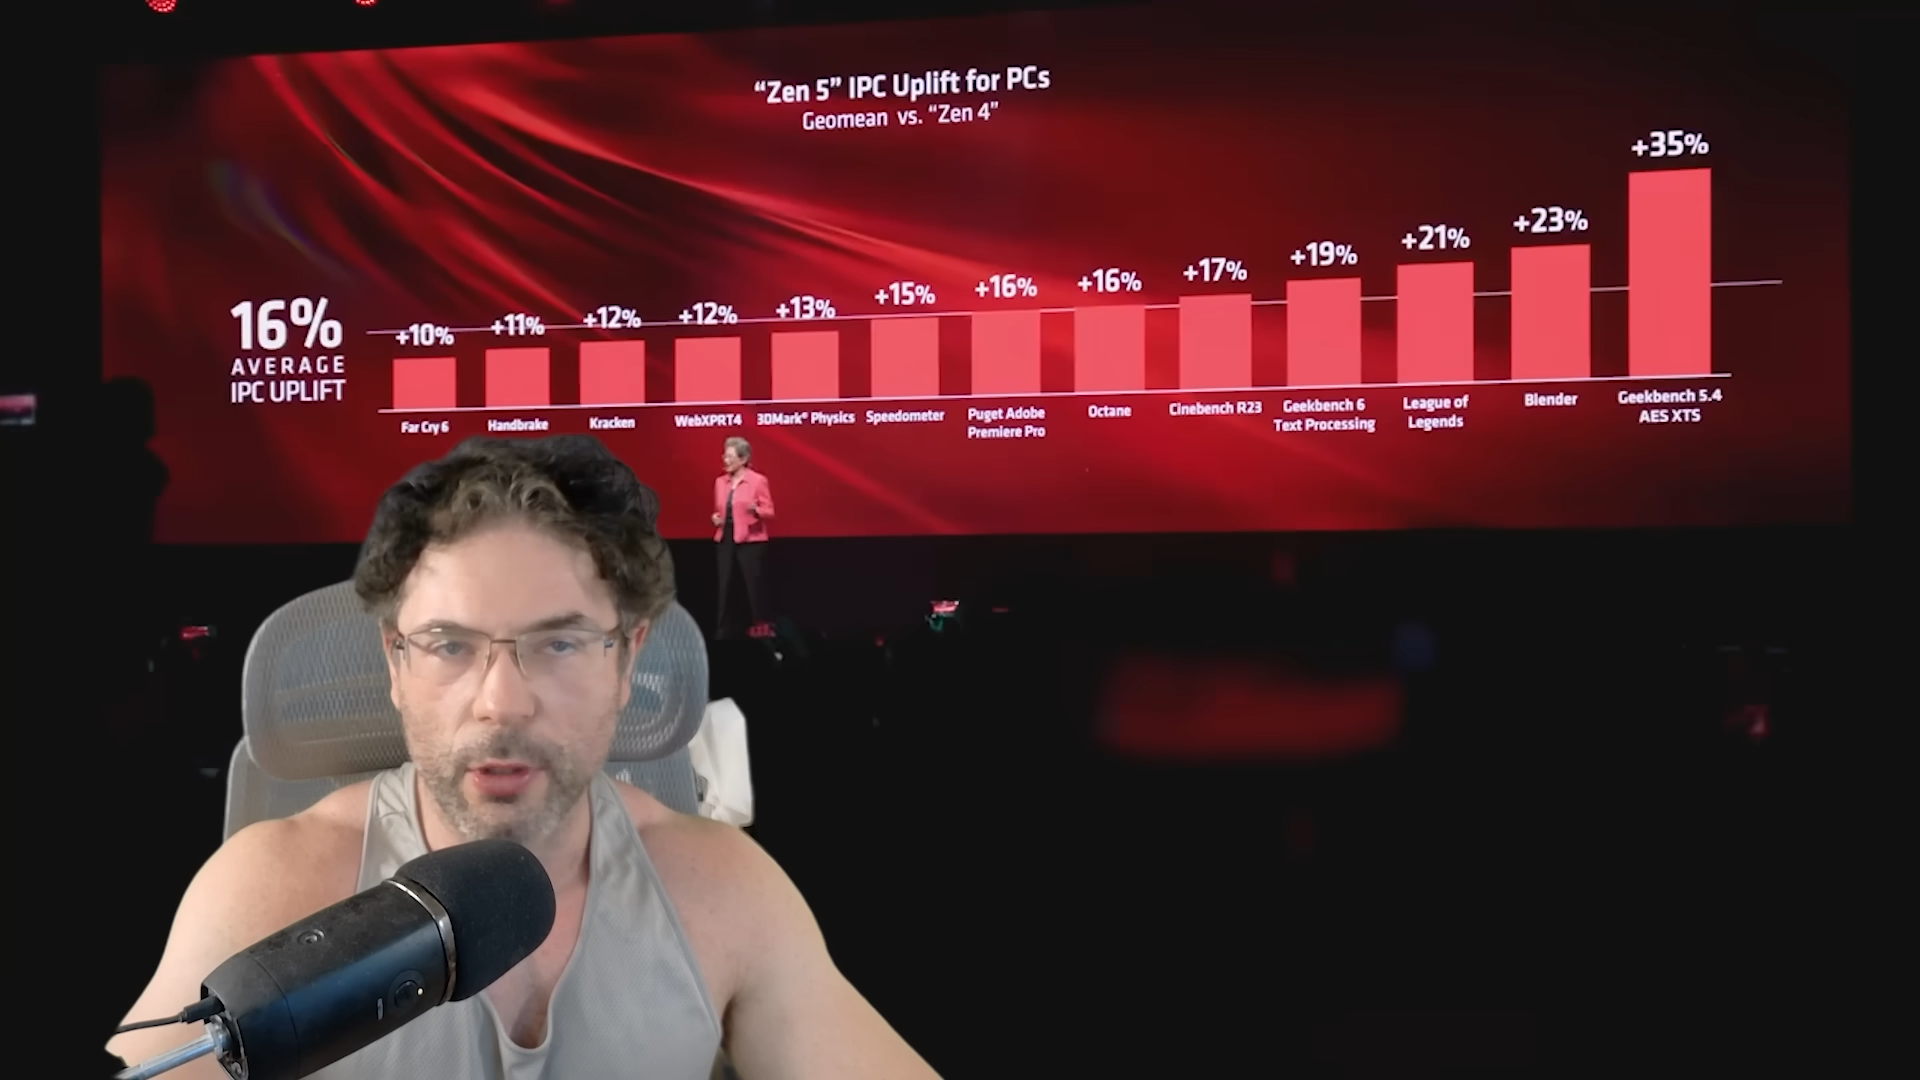 “Zen 5” IPC Uplift for PCs
Geomean vs. “Zen 4”
16%
AVERAGE
IPC UPLIFT
+10%
+11%
+12%
+12%
+13%
+15%
+16%
+16%
+17%
+19%
+21%
+23%
+35%
Far Cry 6
Handbrake
Kracken
WebXPRT4
3DMark® Physics
Speedometer
Puget Adobe
Premiere Pro
Octane
Cinebench R23
Geekbench 6
Text Processing
League of
Legends
Blender
Geekbench 5.4
AES XTS